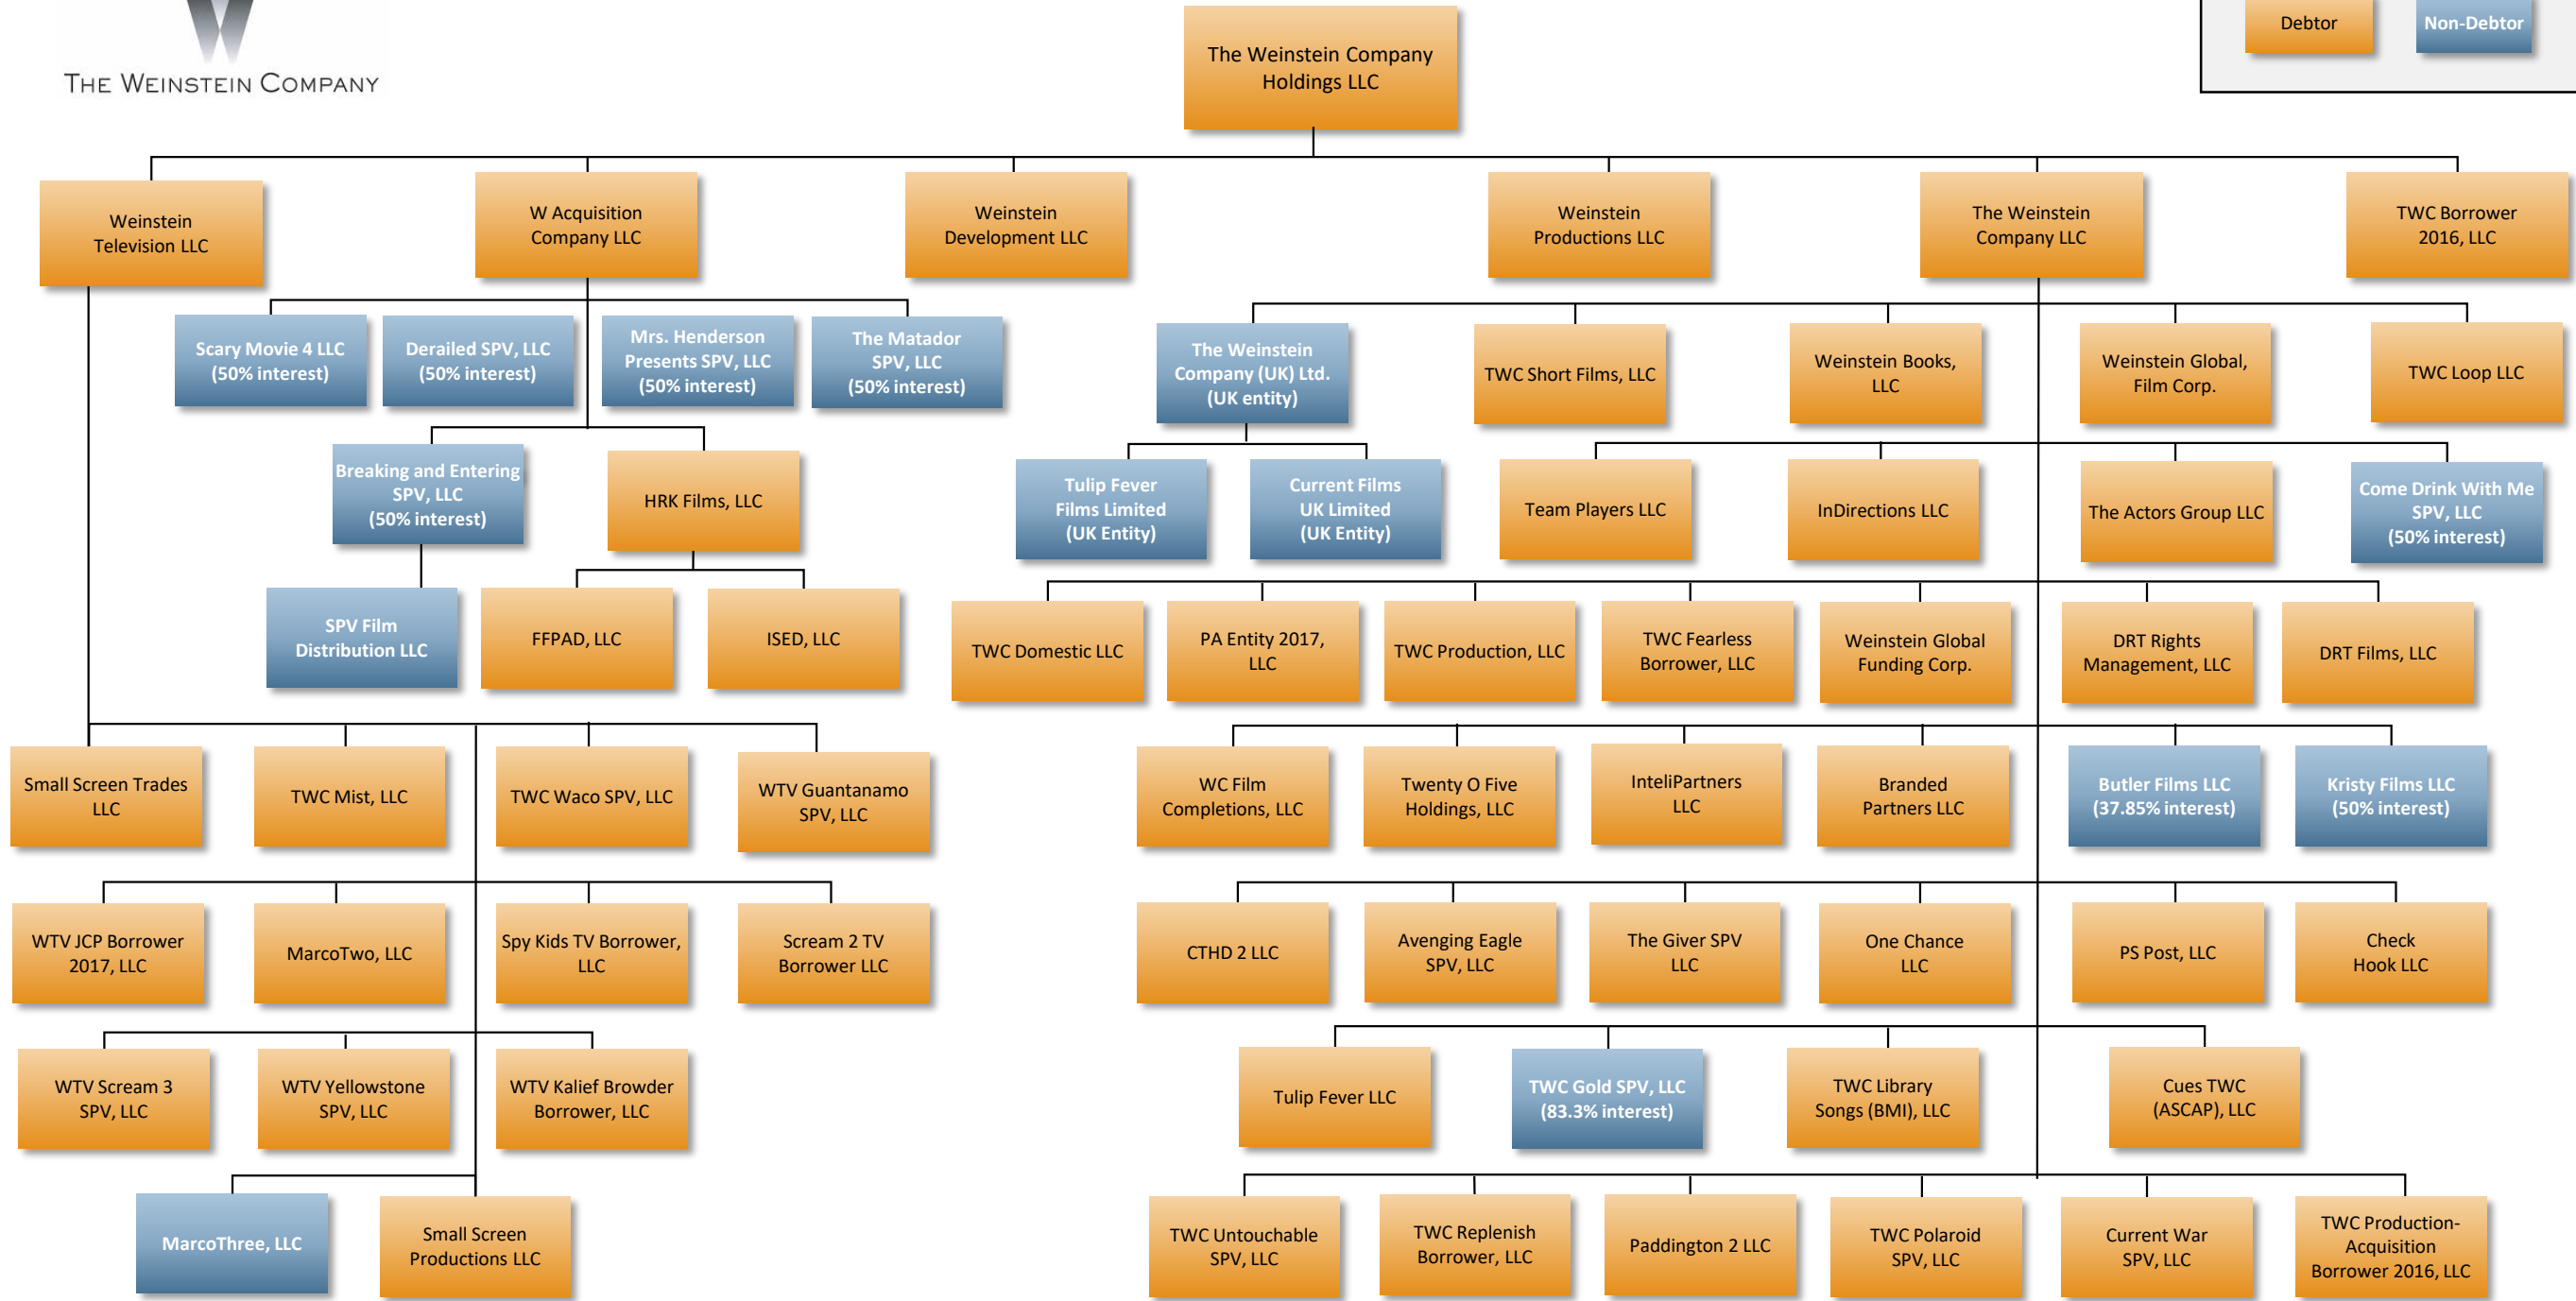 THE WEINSTEIN COMPANY
The Weinstein Company
Holdings LLC
Debtor
Non-Debtor
Weinstein
Television LLC
W Acquisition
Company LLC
Weinstein
Development LLC
Weinstein
Productions LLC
The Weinstein
Company LLC
TWC Borrower
2016, LLC
Scary Movie 4 LLC
(50% interest)
Derailed SPV, LLC
(50% interest)
Mrs. Henderson
Presents SPV, LLC
(50% interest)
The Matador
SPV, LLC
(50% interest)
The Weinstein
Company (UK) Ltd.
(UK entity)
TWC Short Films, LLC
Weinstein Books,
LLC
Weinstein Global,
Film Corp.
TWC Loop LLC
Breaking and Entering
SPV, LLC
(50% interest)
HRK Films, LLC
Tulip Fever
Films Limited
(UK Entity)
Current Films
UK Limited
(UK Entity)
Team Players LLC
InDirections LLC
The Actors Group LLC
Come Drink With Me
SPV, LLC
(50% interest)
SPV Film
Distribution LLC
FFPAD, LLC
ISED, LLC
TWC Domestic LLC
PA Entity 2017,
LLC
TWC Production, LLC
TWC Fearless
Borrower, LLC
Weinstein Global
Funding Corp.
DRT Rights
Management, LLC
DRT Films, LLC
Small Screen Trades
LLC
TWC Mist, LLC
TWC Waco SPV, LLC
WTV Guantanamo
SPV, LLC
WC Film
Completions, LLC
Twenty O Five
Holdings, LLC
InteliPartners
LLC
Branded
Partners LLC
Butler Films LLC
(37.85% interest)
Kristy Films LLC
(50% interest)
WTV JCP Borrower
2017, LLC
MarcoTwo, LLC
Spy Kids TV Borrower,
LLC
Scream 2 TV
Borrower LLC
CTHD 2 LLC
Avenging Eagle
SPV, LLC
The Giver SPV
LLC
One Chance
LLC
PS Post, LLC
Check
Hook LLC
WTV Scream 3
SPV, LLC
WTV Yellowstone
SPV, LLC
WTV Kalief Browder
Borrower, LLC
Tulip Fever LLC
TWC Gold SPV, LLC
(83.3% interest)
TWC Library
Songs (BMI), LLC
Cues TWC
(ASCAP), LLC
MarcoThree, LLC
Small Screen
Productions LLC
TWC Untouchable
SPV, LLC
TWC Replenish
Borrower, LLC
Paddington 2 LLC
TWC Polaroid
SPV, LLC
Current War
SPV, LLC
TWC Production-
Acquisition
Borrower 2016, LLC